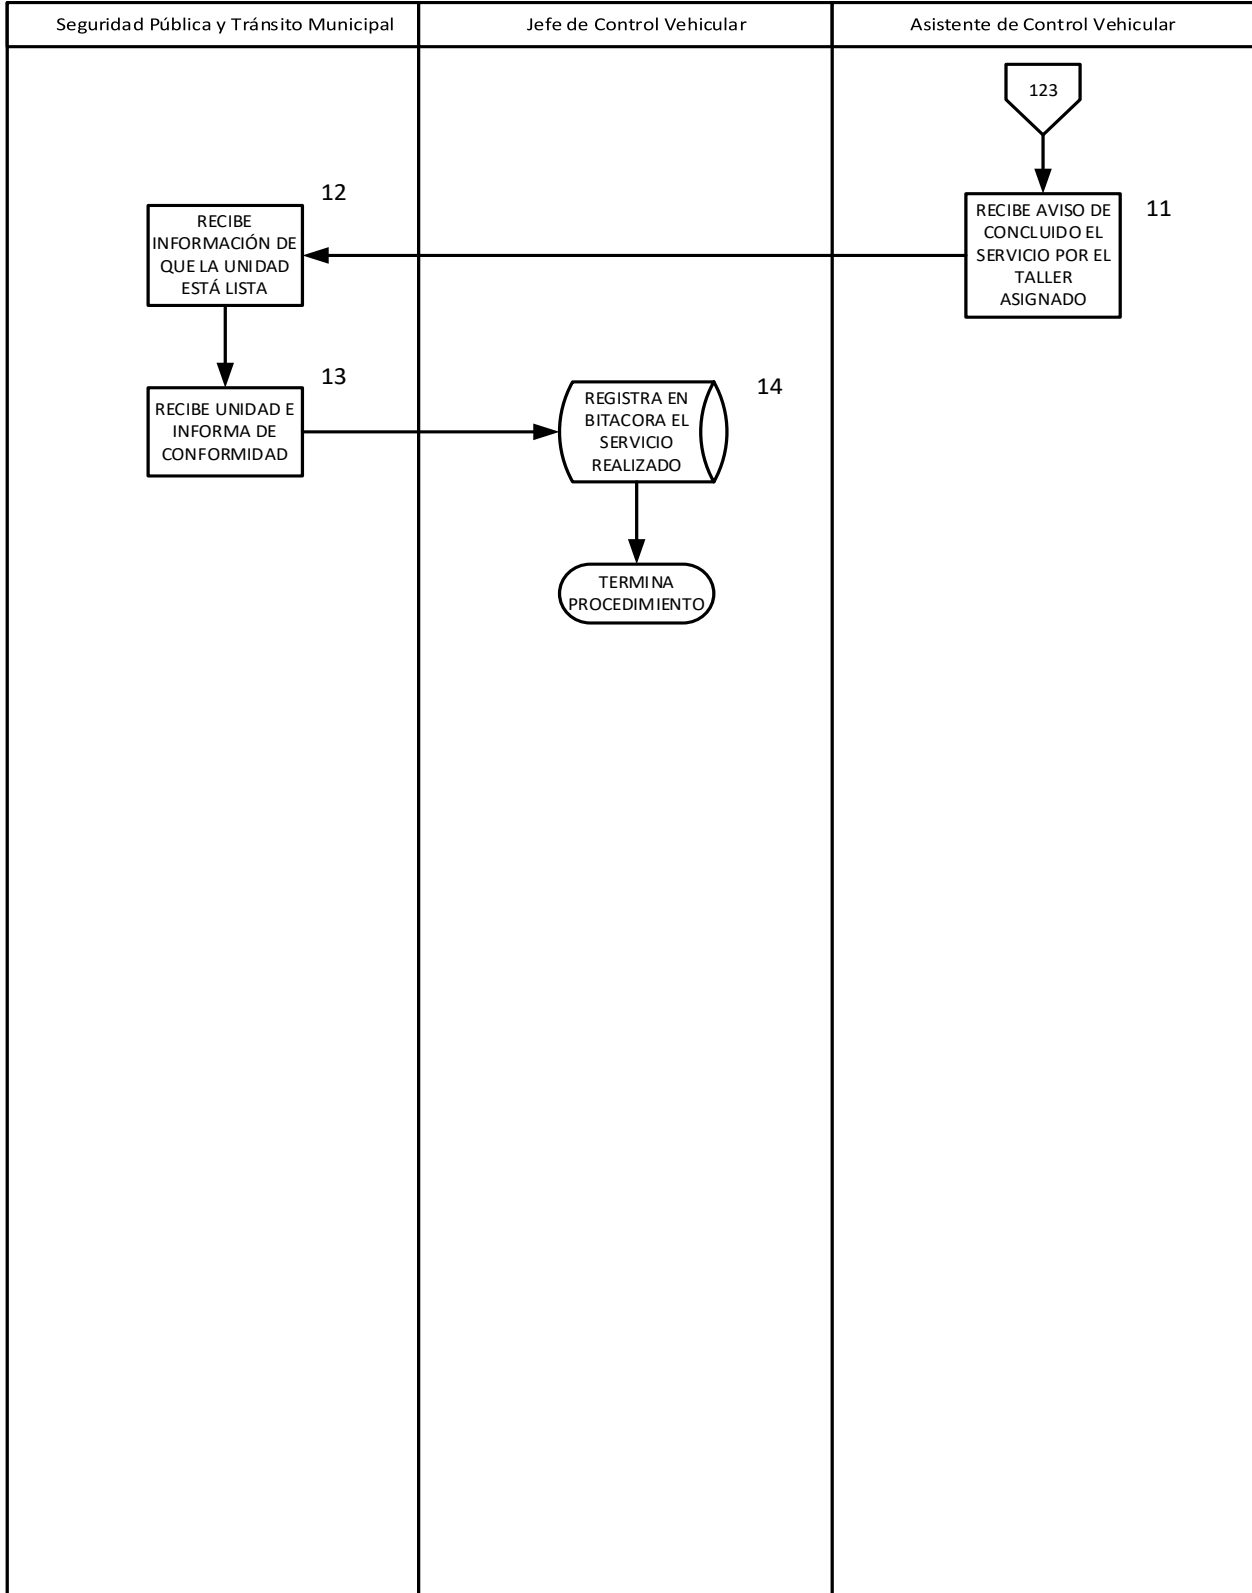 Seguridad Pública y Tránsito Municipal
Jefe de Control Vehicular
Asistente de Control Vehicular
123
RECIBE AVISO DE
CONCLUIDO EL
SERVICIO POR EL
TALLER
ASIGNADO
11
12
RECIBE
INFORMACIÓN DE
QUE LA UNIDAD
ESTÁ LISTA
13
RECIBE UNIDAD E
INFORMA DE
CONFORMIDAD
14
REGISTRA EN
BITACORA EL
SERVICIO
REALIZADO
TERMINA
PROCEDIMIENTO